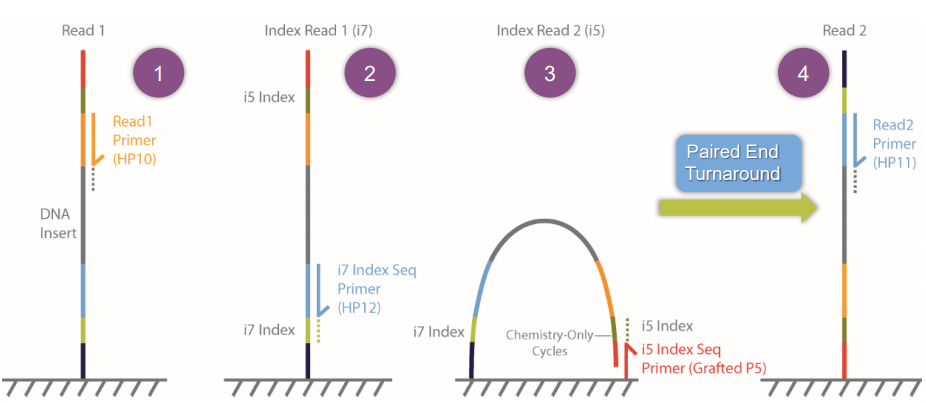 Read 1
1
Read1
Primer
(HP10)
DNA
Insert
Index Read 1 (i7)
2
i5 Index
i7 Index Seq
Primer
(HP12)
i7 Index
Index Read 2 (i5)
3
i7 Index
Chemistry-Only
Cycles
i5 Index
i5 Index Seq
Primer (Grafted P5)
Paired End
Turnaround
Read 2
4
Read2
Primer
(HP11)